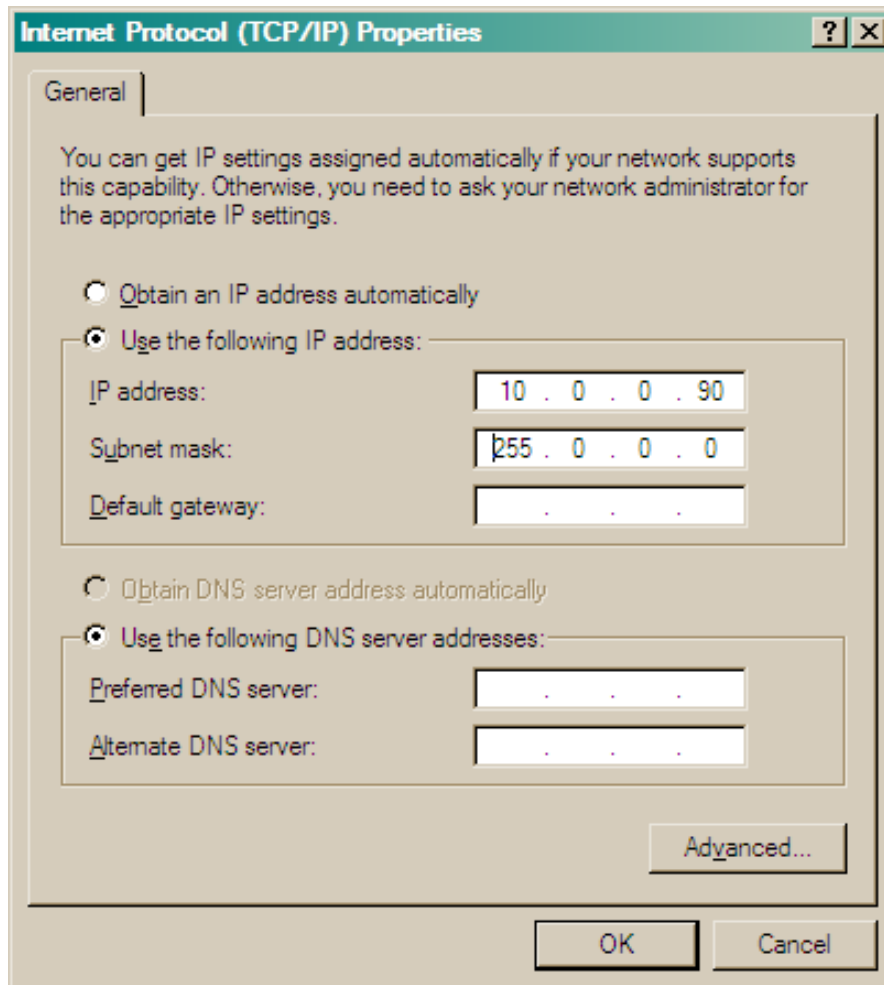 Internet Protocol (TCP/IP) Properties
General
You can get IP settings assigned automatically if your network supports
this capability. Otherwise, you need to ask your network administrator for
the appropriate IP settings.
Obtain an IP address automatically
Use the following IP address:
IP address: 10 . 0 . 0 . 90
Subnet mask: 255 . 0 . 0 . 0
Default gateway: . . .
Obtain DNS server address automatically
Use the following DNS server addresses:
Preferred DNS server: . . .
Alternate DNS server: . . .
Advanced...
OK Cancel